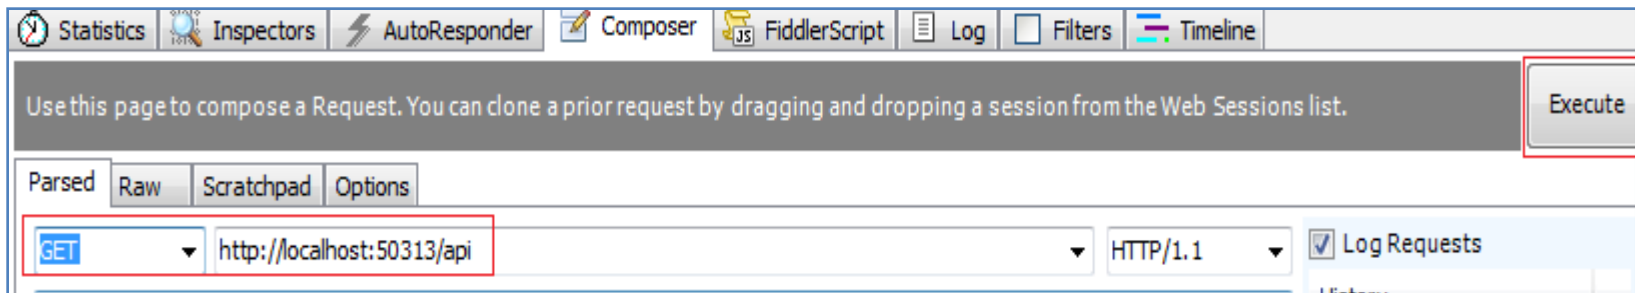 Statistics Inspectors AutoResponder Composer JS FiddlerScript Log Filters Timeline
Use this page to compose a Request. You can clone a prior request by dragging and dropping a session from the Web Sessions list. Execute
Parsed Raw Scratchpad Options
GET http://localhost:50313/api HTTP/1.1 Log Requests
History